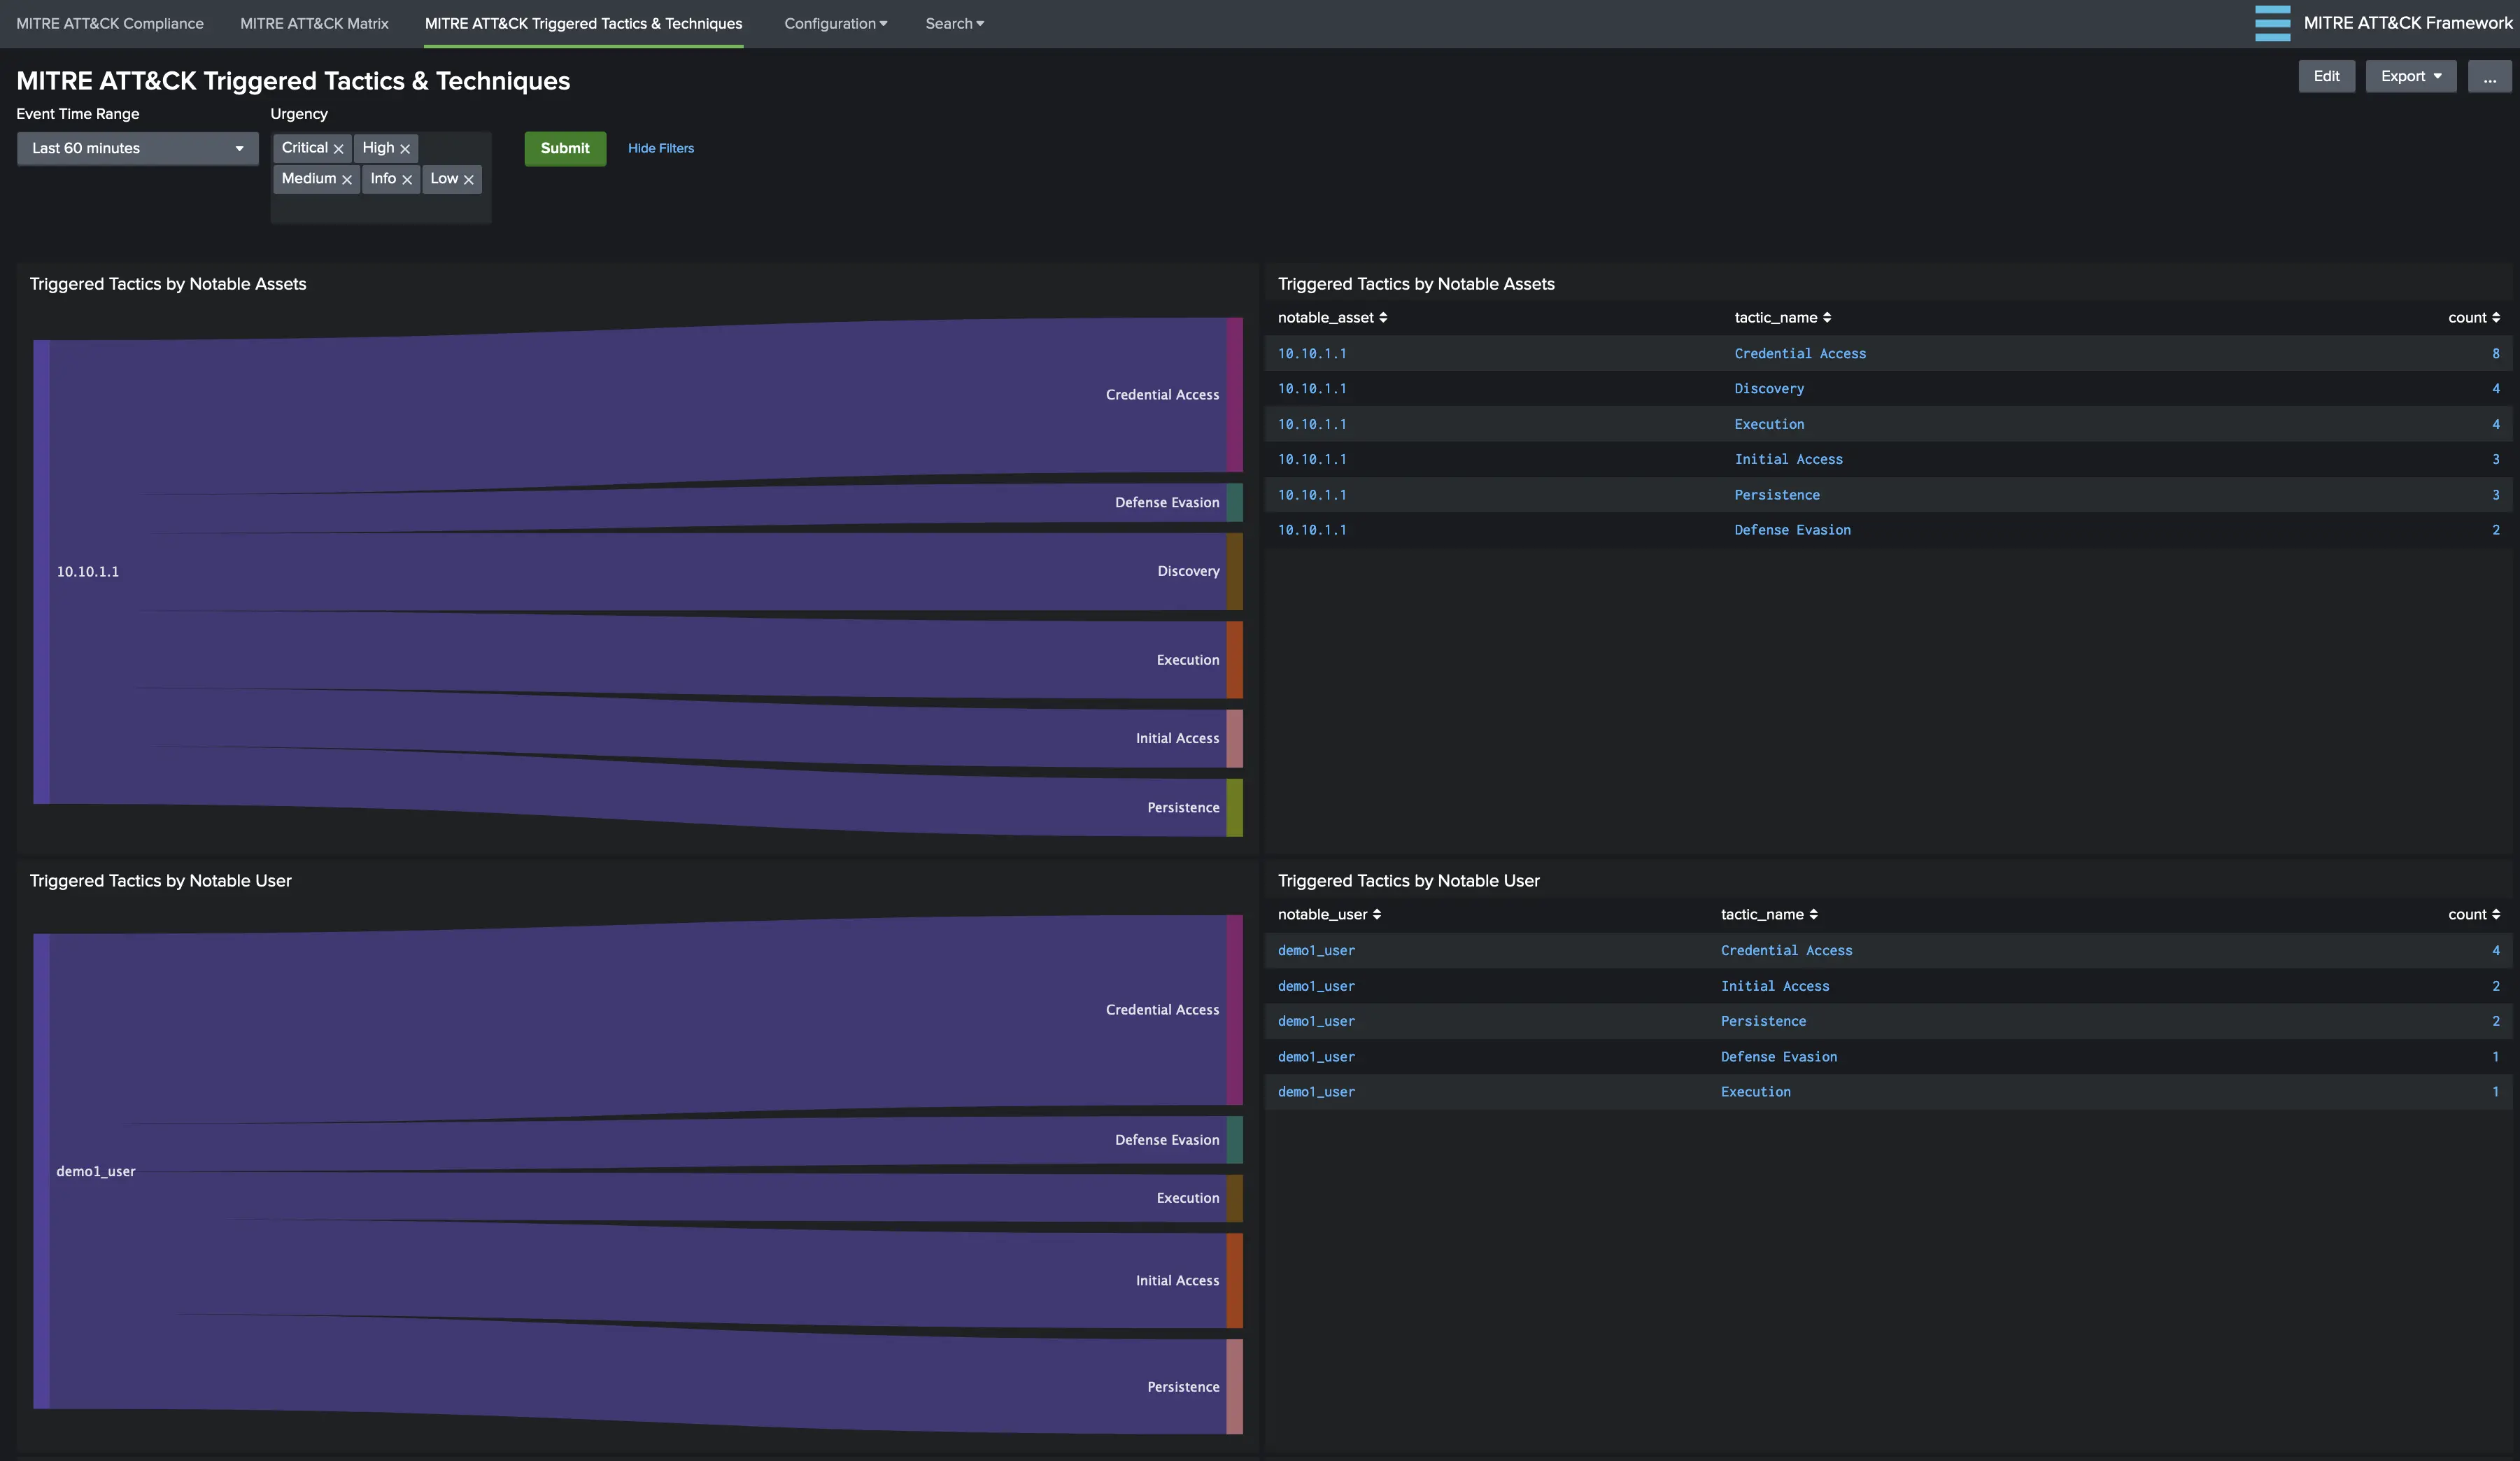 MITRE ATT&CK Compliance MITRE ATT&CK Matrix MITRE ATT&CK Triggered Tactics & Techniques Configuration Search MITRE ATT&CK Framework
MITRE ATT&CK Triggered Tactics & Techniques
Edit Export ...
Event Time Range Urgency
Last 60 minutes Critical High Submit Hide Filters
Medium Info Low
Triggered Tactics by Notable Assets
10.10.1.1
Credential Access
Defense Evasion
Discovery
Execution
Initial Access
Persistence
Triggered Tactics by Notable Assets
notable_asset tactic_name count
10.10.1.1 Credential Access 8
10.10.1.1 Discovery 4
10.10.1.1 Execution 4
10.10.1.1 Initial Access 3
10.10.1.1 Persistence 3
10.10.1.1 Defense Evasion 2
Triggered Tactics by Notable User
demo1_user
Credential Access
Defense Evasion
Execution
Initial Access
Persistence
Triggered Tactics by Notable User
notable_user tactic_name count
demo1_user Credential Access 4
demo1_user Initial Access 2
demo1_user Persistence 2
demo1_user Defense Evasion 1
demo1_user Execution 1